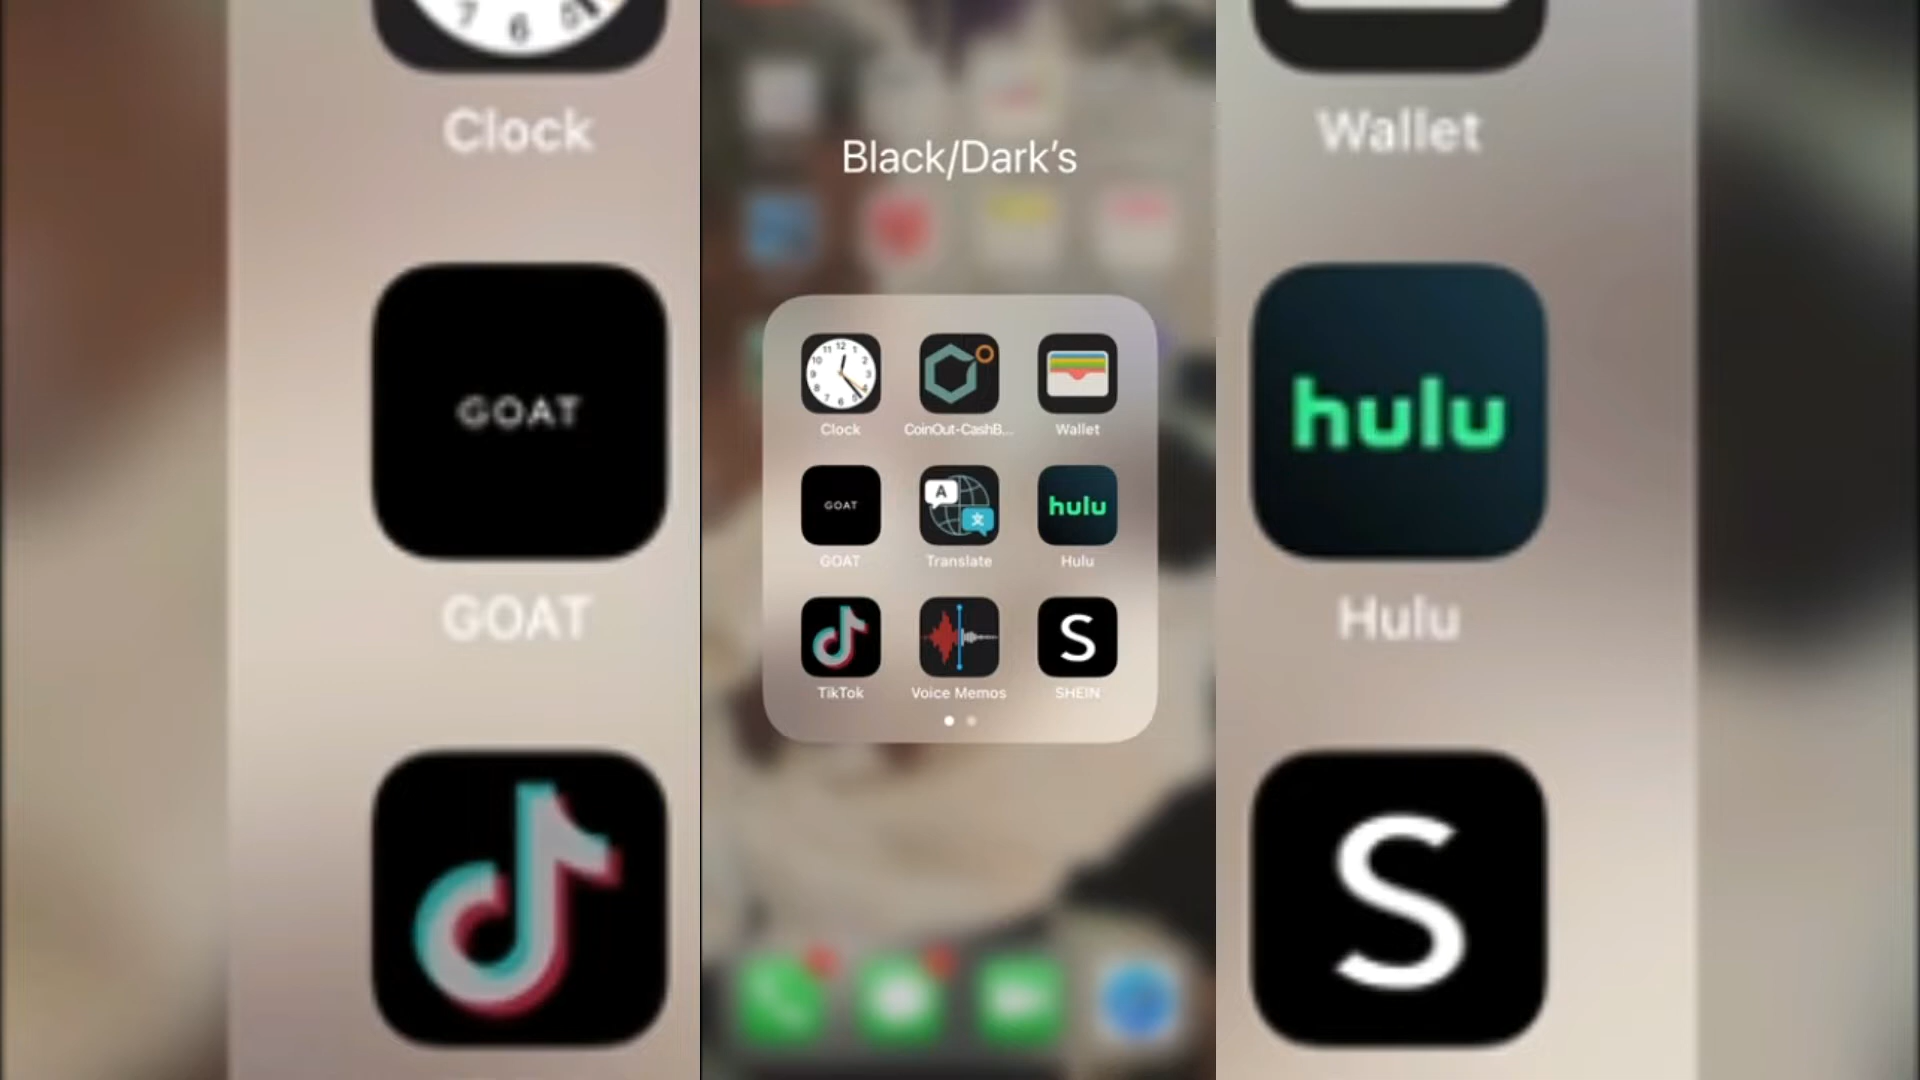 Clock
Wallet
GOAT
GOAT
hulu
Hulu
S
Black/Dark's
Clock
CoinOut-CashB...
Wallet
GOAT
A
文
hulu
GOAT
Translate
Hulu
S
TikTok
Voice Memos
SHEIN